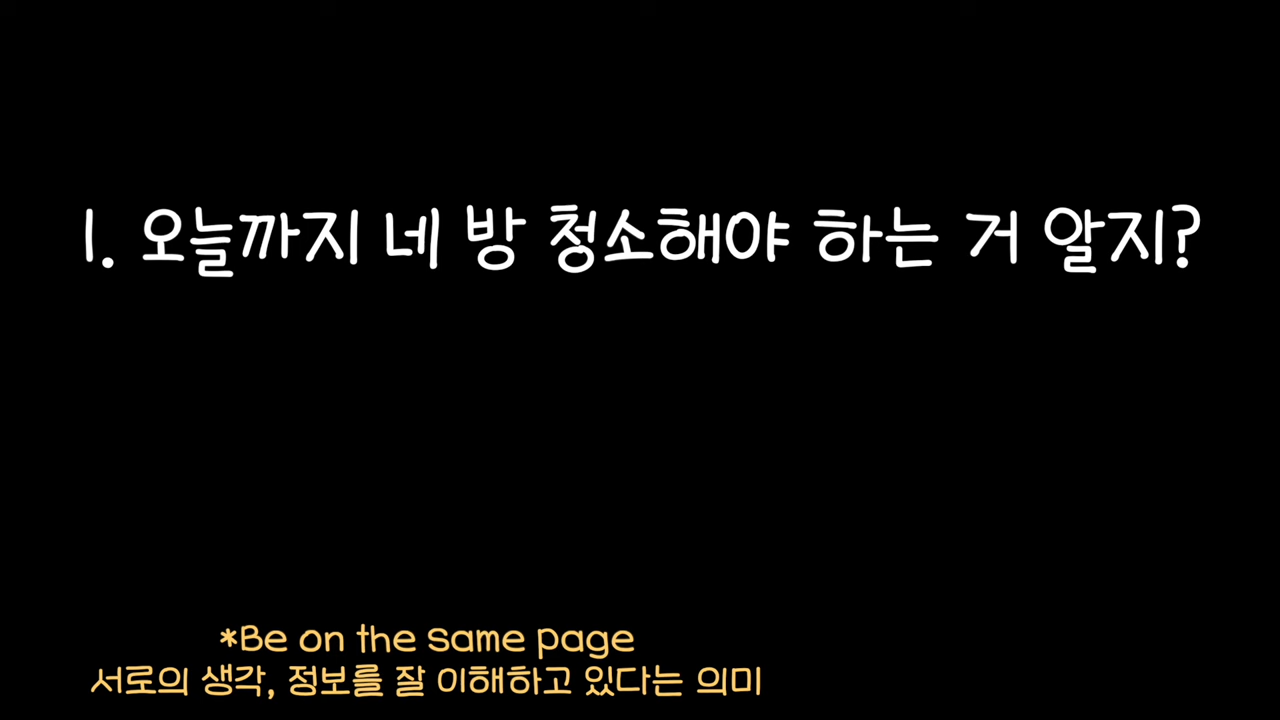 1. 오늘까지 네 방 청소해야 하는 거 알지?
*Be on the same page
서로의 생각, 정보를 잘 이해하고 있다는 의미